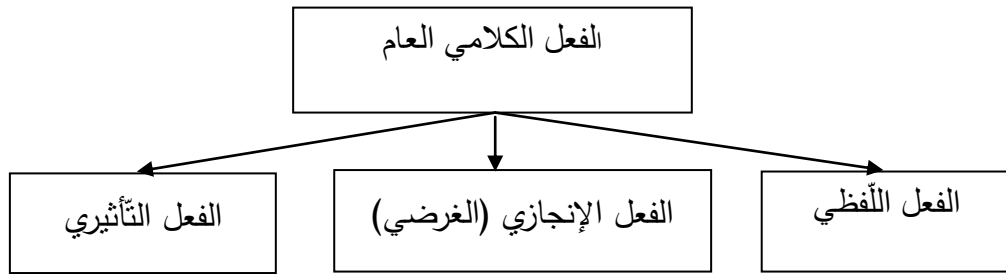 الفعل الكلامي العام
الفعل اللّفظي
الفعل الإنجازي (الغرضي)
الفعل التّأثيري